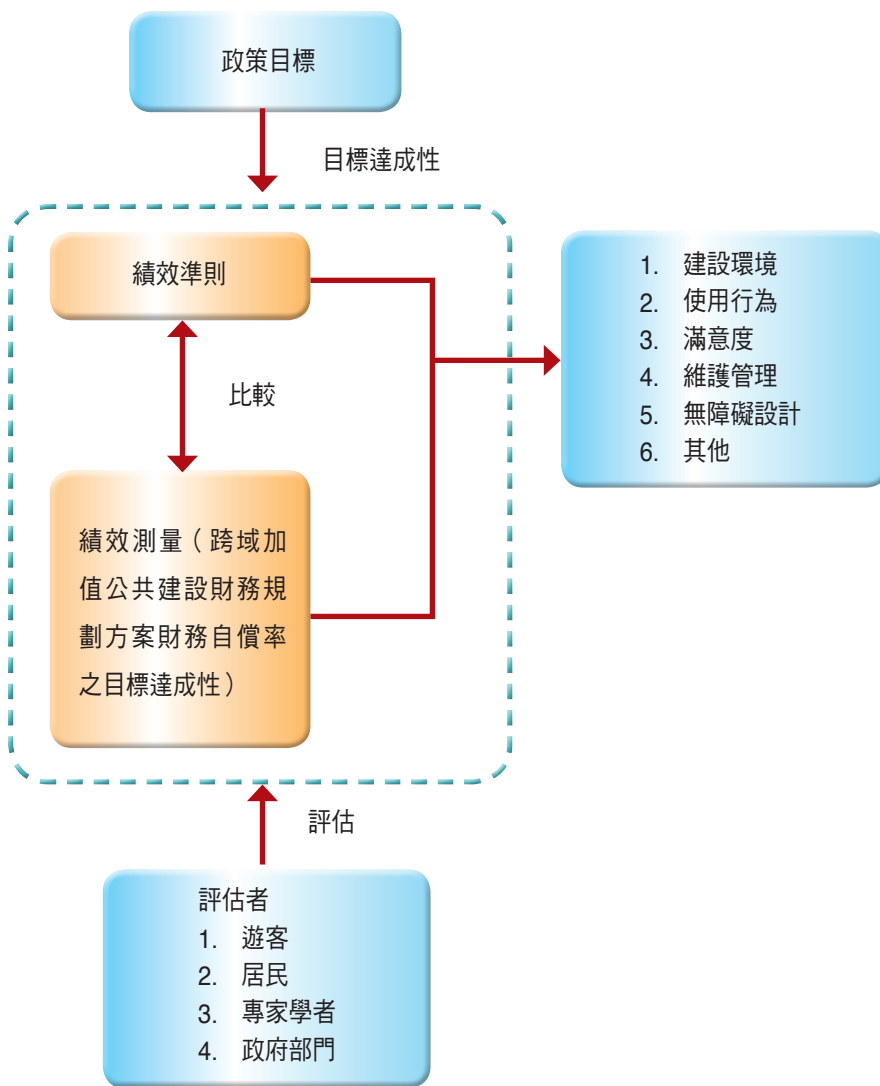 政策目標
目標達成性
績效準則
比較
績效測量（跨域加
值公共建設財務規
劃方案財務自償率
之目標達成性）
1. 建設環境
2. 使用行為
3. 滿意度
4. 維護管理
5. 無障礙設計
6. 其他
評估
評估者
1. 遊客
2. 居民
3. 專家學者
4. 政府部門